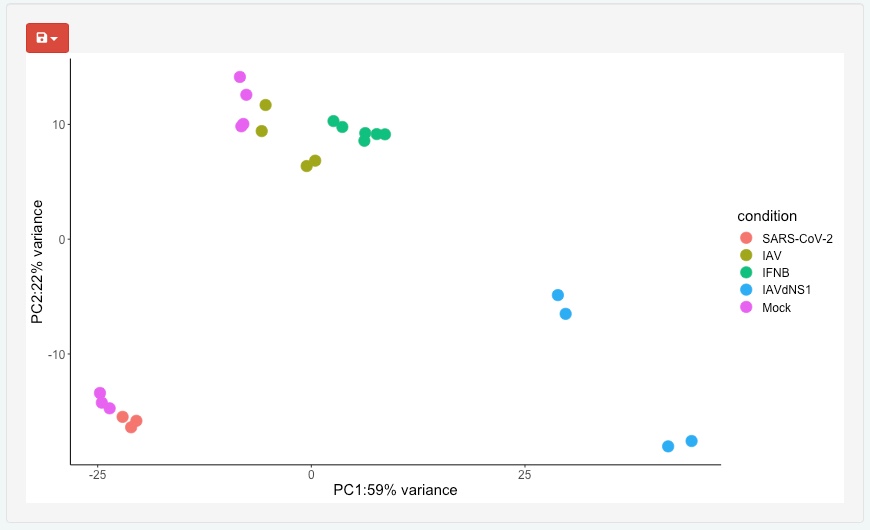 10
0
-10
PC2:22% variance
-25
0
25
PC1:59% variance
condition
SARS-CoV-2
IAV
IFNB
IAVdNS1
Mock